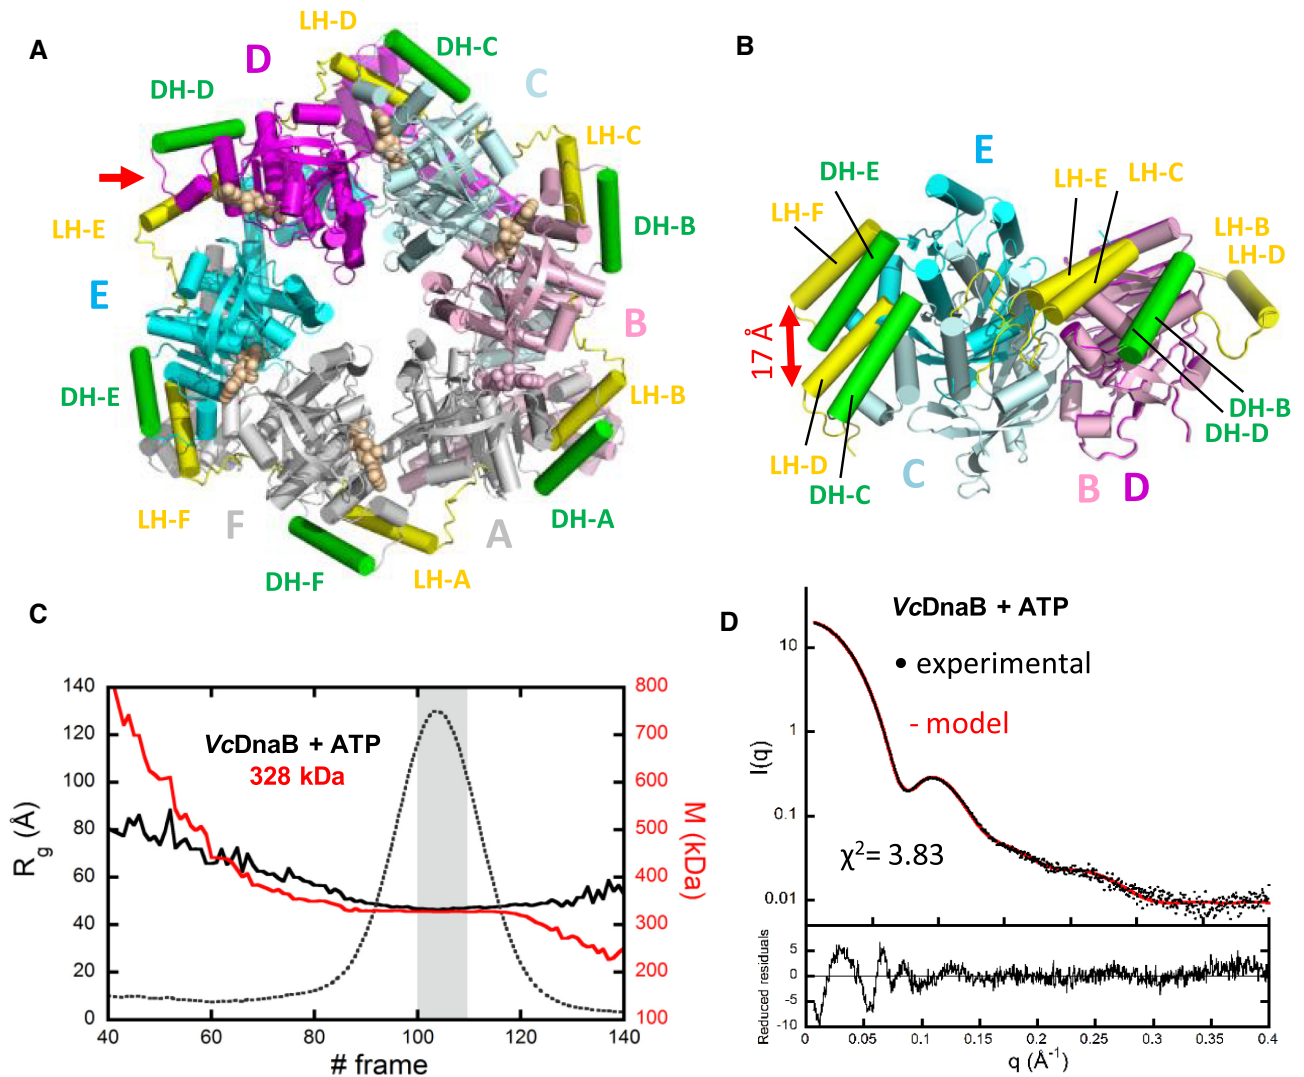 A
LH-D
DH-C
D
C
DH-D
LH-C
LH-E
DH-B
E
B
DH-E
LH-B
LH-F
F
A
DH-A
DH-F
LH-A
B
E
DH-E
LH-E
LH-C
LH-F
LH-B
LH-D
17 Å
DH-B
DH-D
LH-D
DH-C
C
B D
C
VcDnaB + ATP
328 kDa
Rg (Å)
140
120
100
80
60
40
20
0
M (kDa)
800
700
600
500
400
300
200
100
40 60 80 100 120 140
# frame
D
VcDnaB + ATP
• experimental
- model
χ2= 3.83
I(q)
10
1
0.1
0.01
Reduced residuals
5
0
-5
-10
0 0.05 0.1 0.15 0.2 0.25 0.3 0.35 0.4
q (Å-1)